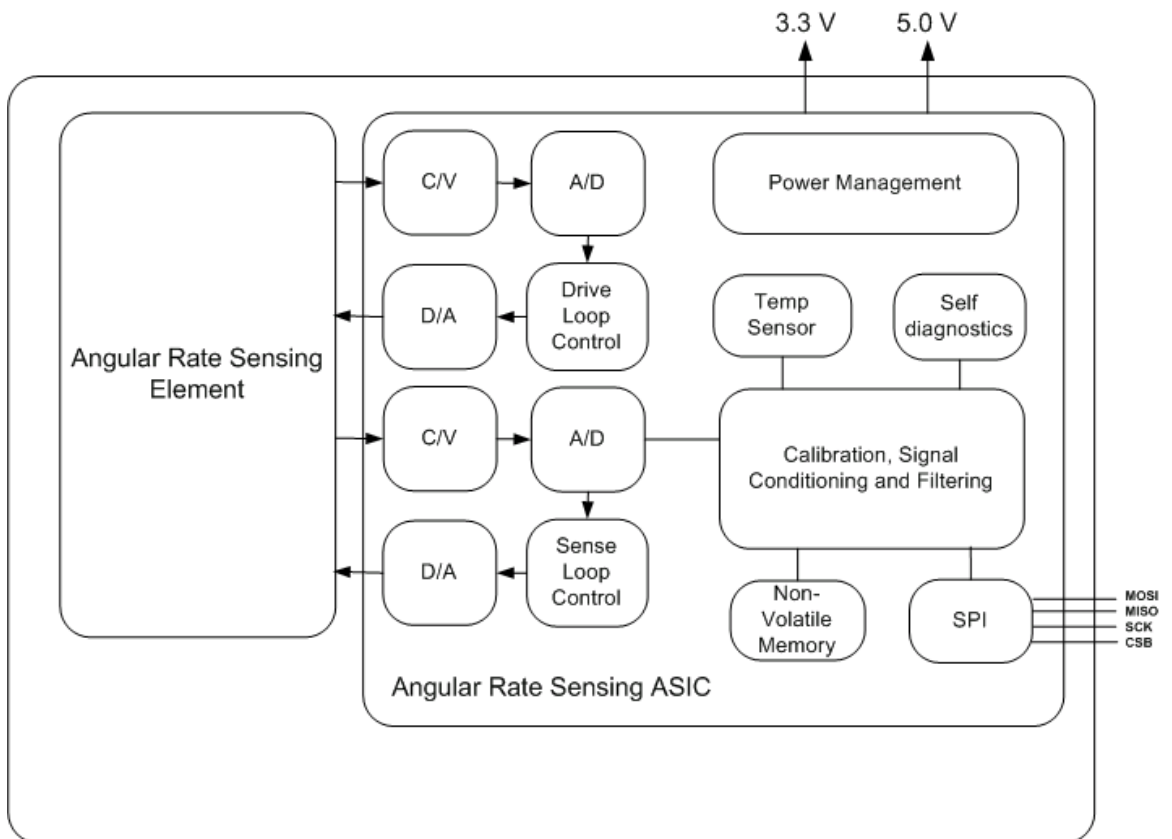 3.3 V
5.0 V
C/V
A/D
Power Management
D/A
Drive
Loop
Control
Temp
Sensor
Self
diagnostics
Angular Rate Sensing
Element
C/V
A/D
Calibration, Signal
Conditioning and Filtering
D/A
Sense
Loop
Control
Non-
Volatile
Memory
SPI
MOSI
MISO
SCK
CSB
Angular Rate Sensing ASIC